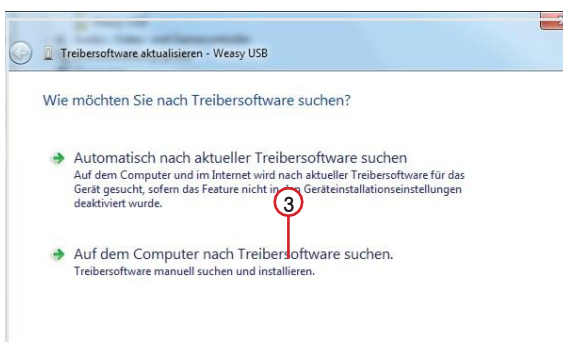 Treibersoftware aktualisieren - Weasy USB
Wie möchten Sie nach Treibersoftware suchen?
Automatisch nach aktueller Treibersoftware suchen
Auf dem Computer und im Internet wird nach aktueller Treibersoftware für das
Gerät gesucht, sofern das Feature nicht in den Geräteinstallationseinstellungen
deaktiviert wurde.
3
Auf dem Computer nach Treibersoftware suchen.
Treibersoftware manuell suchen und installieren.